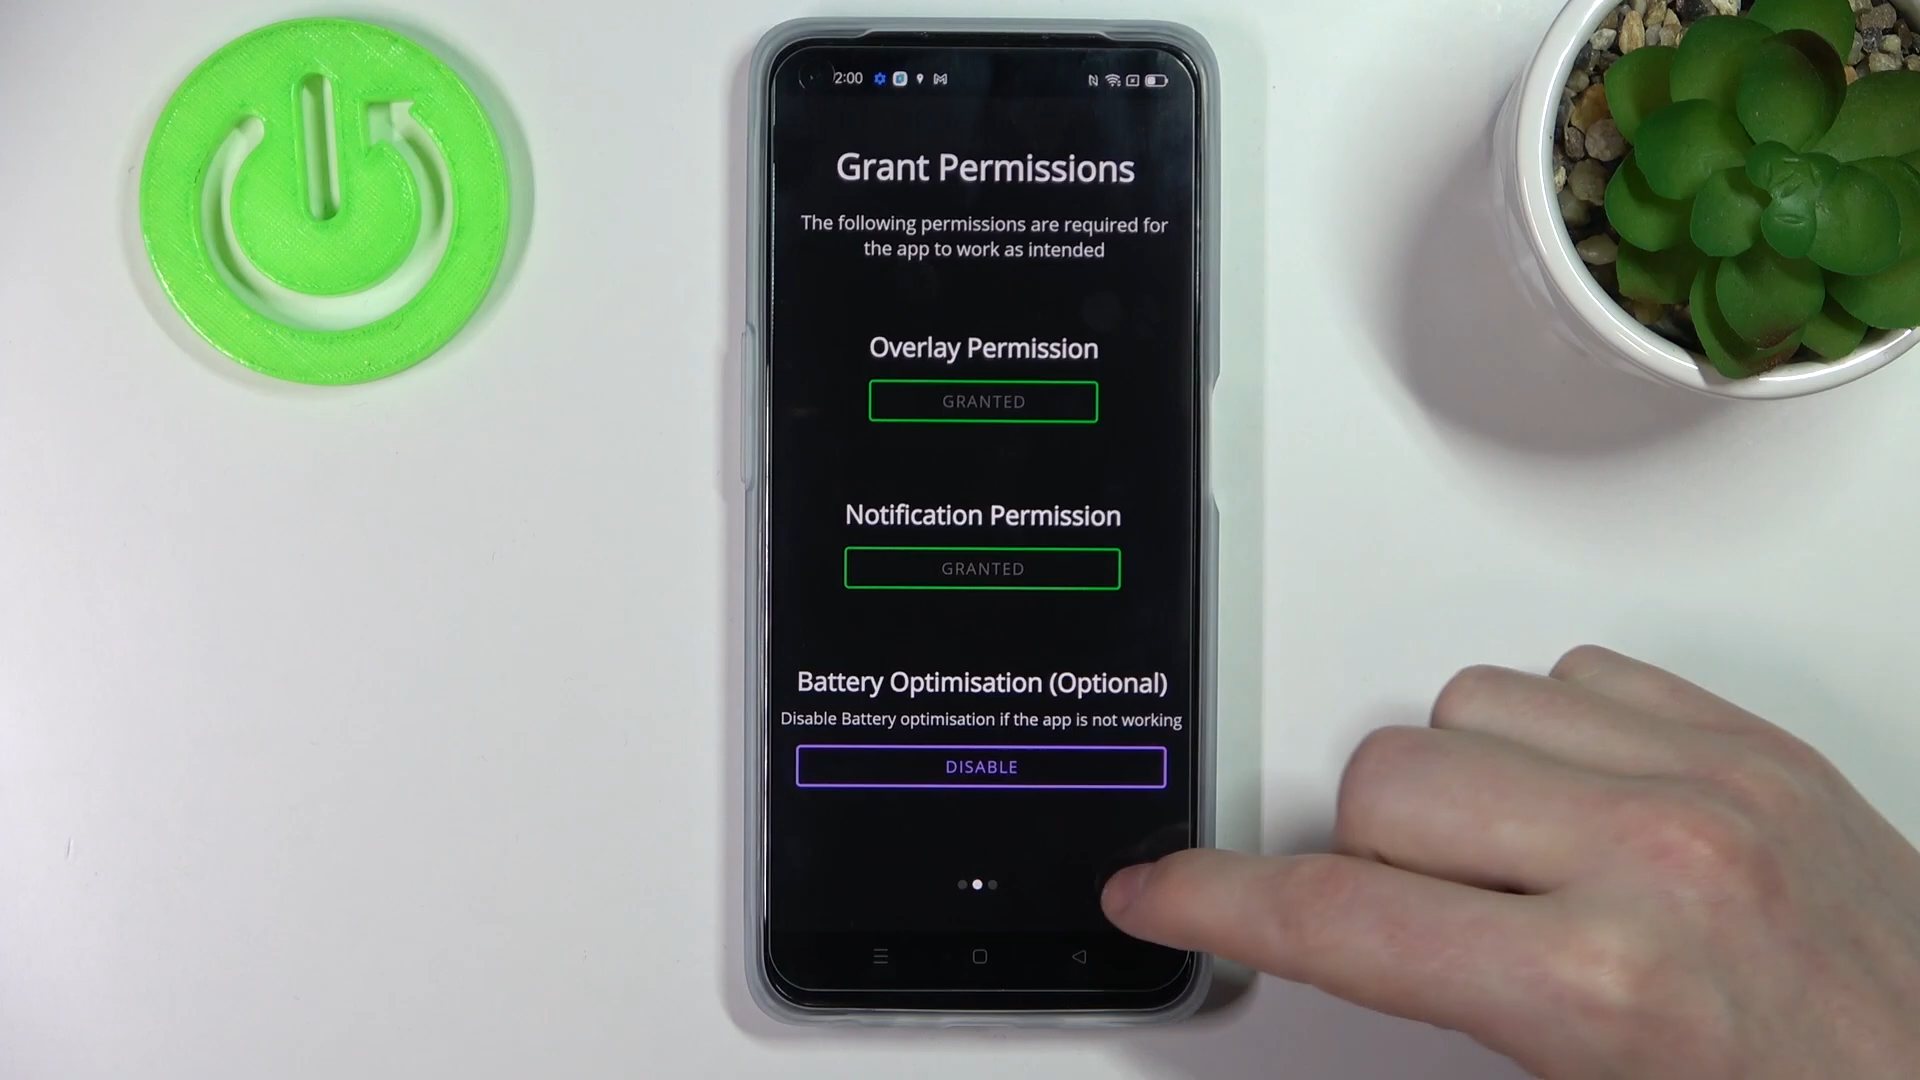 2:00
Grant Permissions
The following permissions are required for
the app to work as intended
Overlay Permission
GRANTED
Notification Permission
GRANTED
Battery Optimisation (Optional)
Disable Battery optimisation if the app is not working
DISABLE